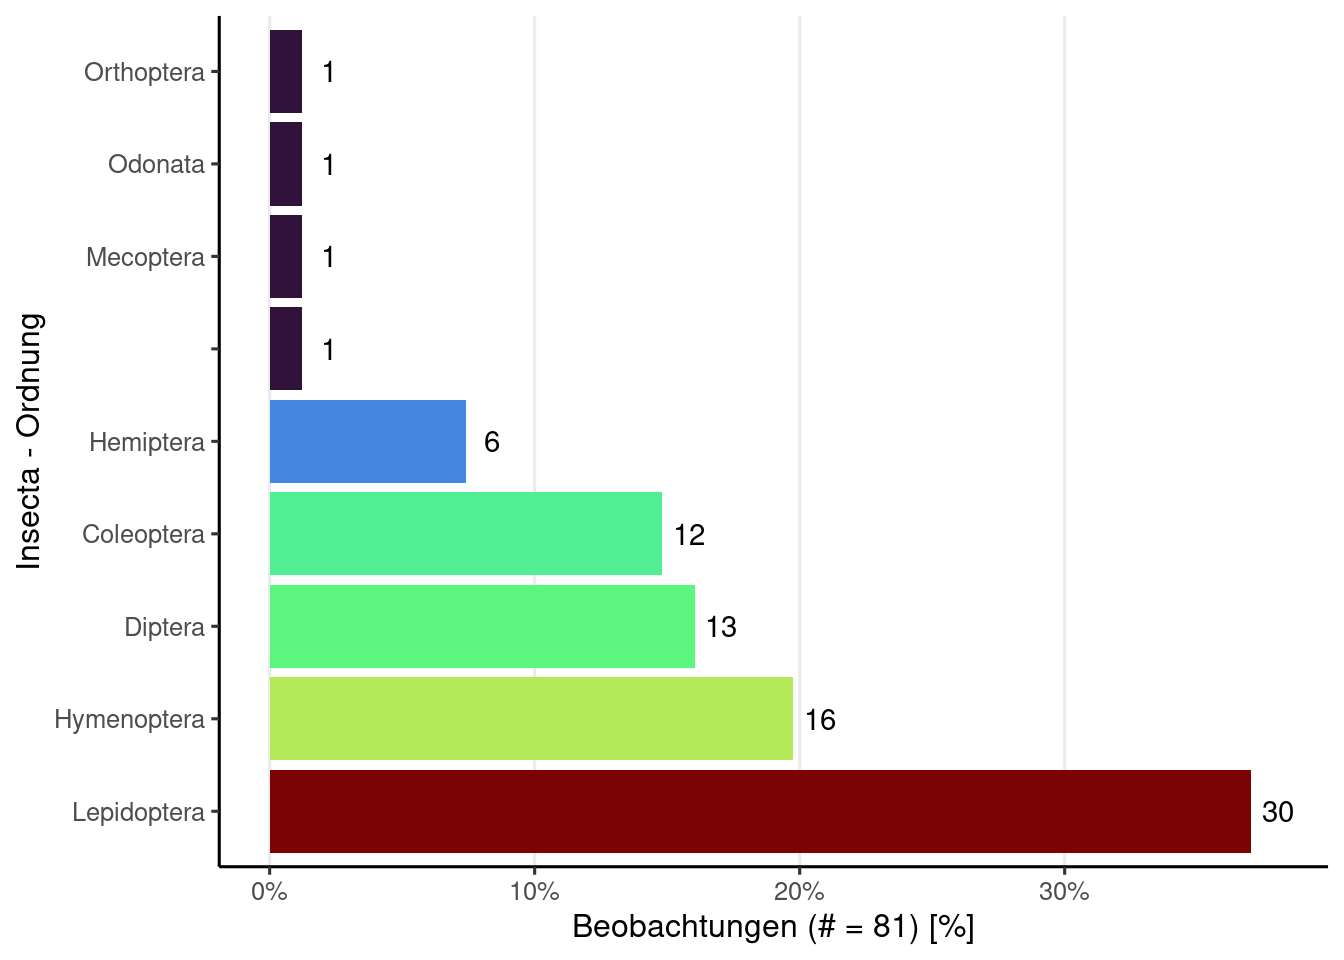 Orthoptera 1
Odonata 1
Mecoptera 1
1
Hemiptera 6
Coleoptera 12
Diptera 13
Hymenoptera 16
Lepidoptera 30
Insecta - Ordnung
0% 10% 20% 30%
Beobachtungen (# = 81) [%]